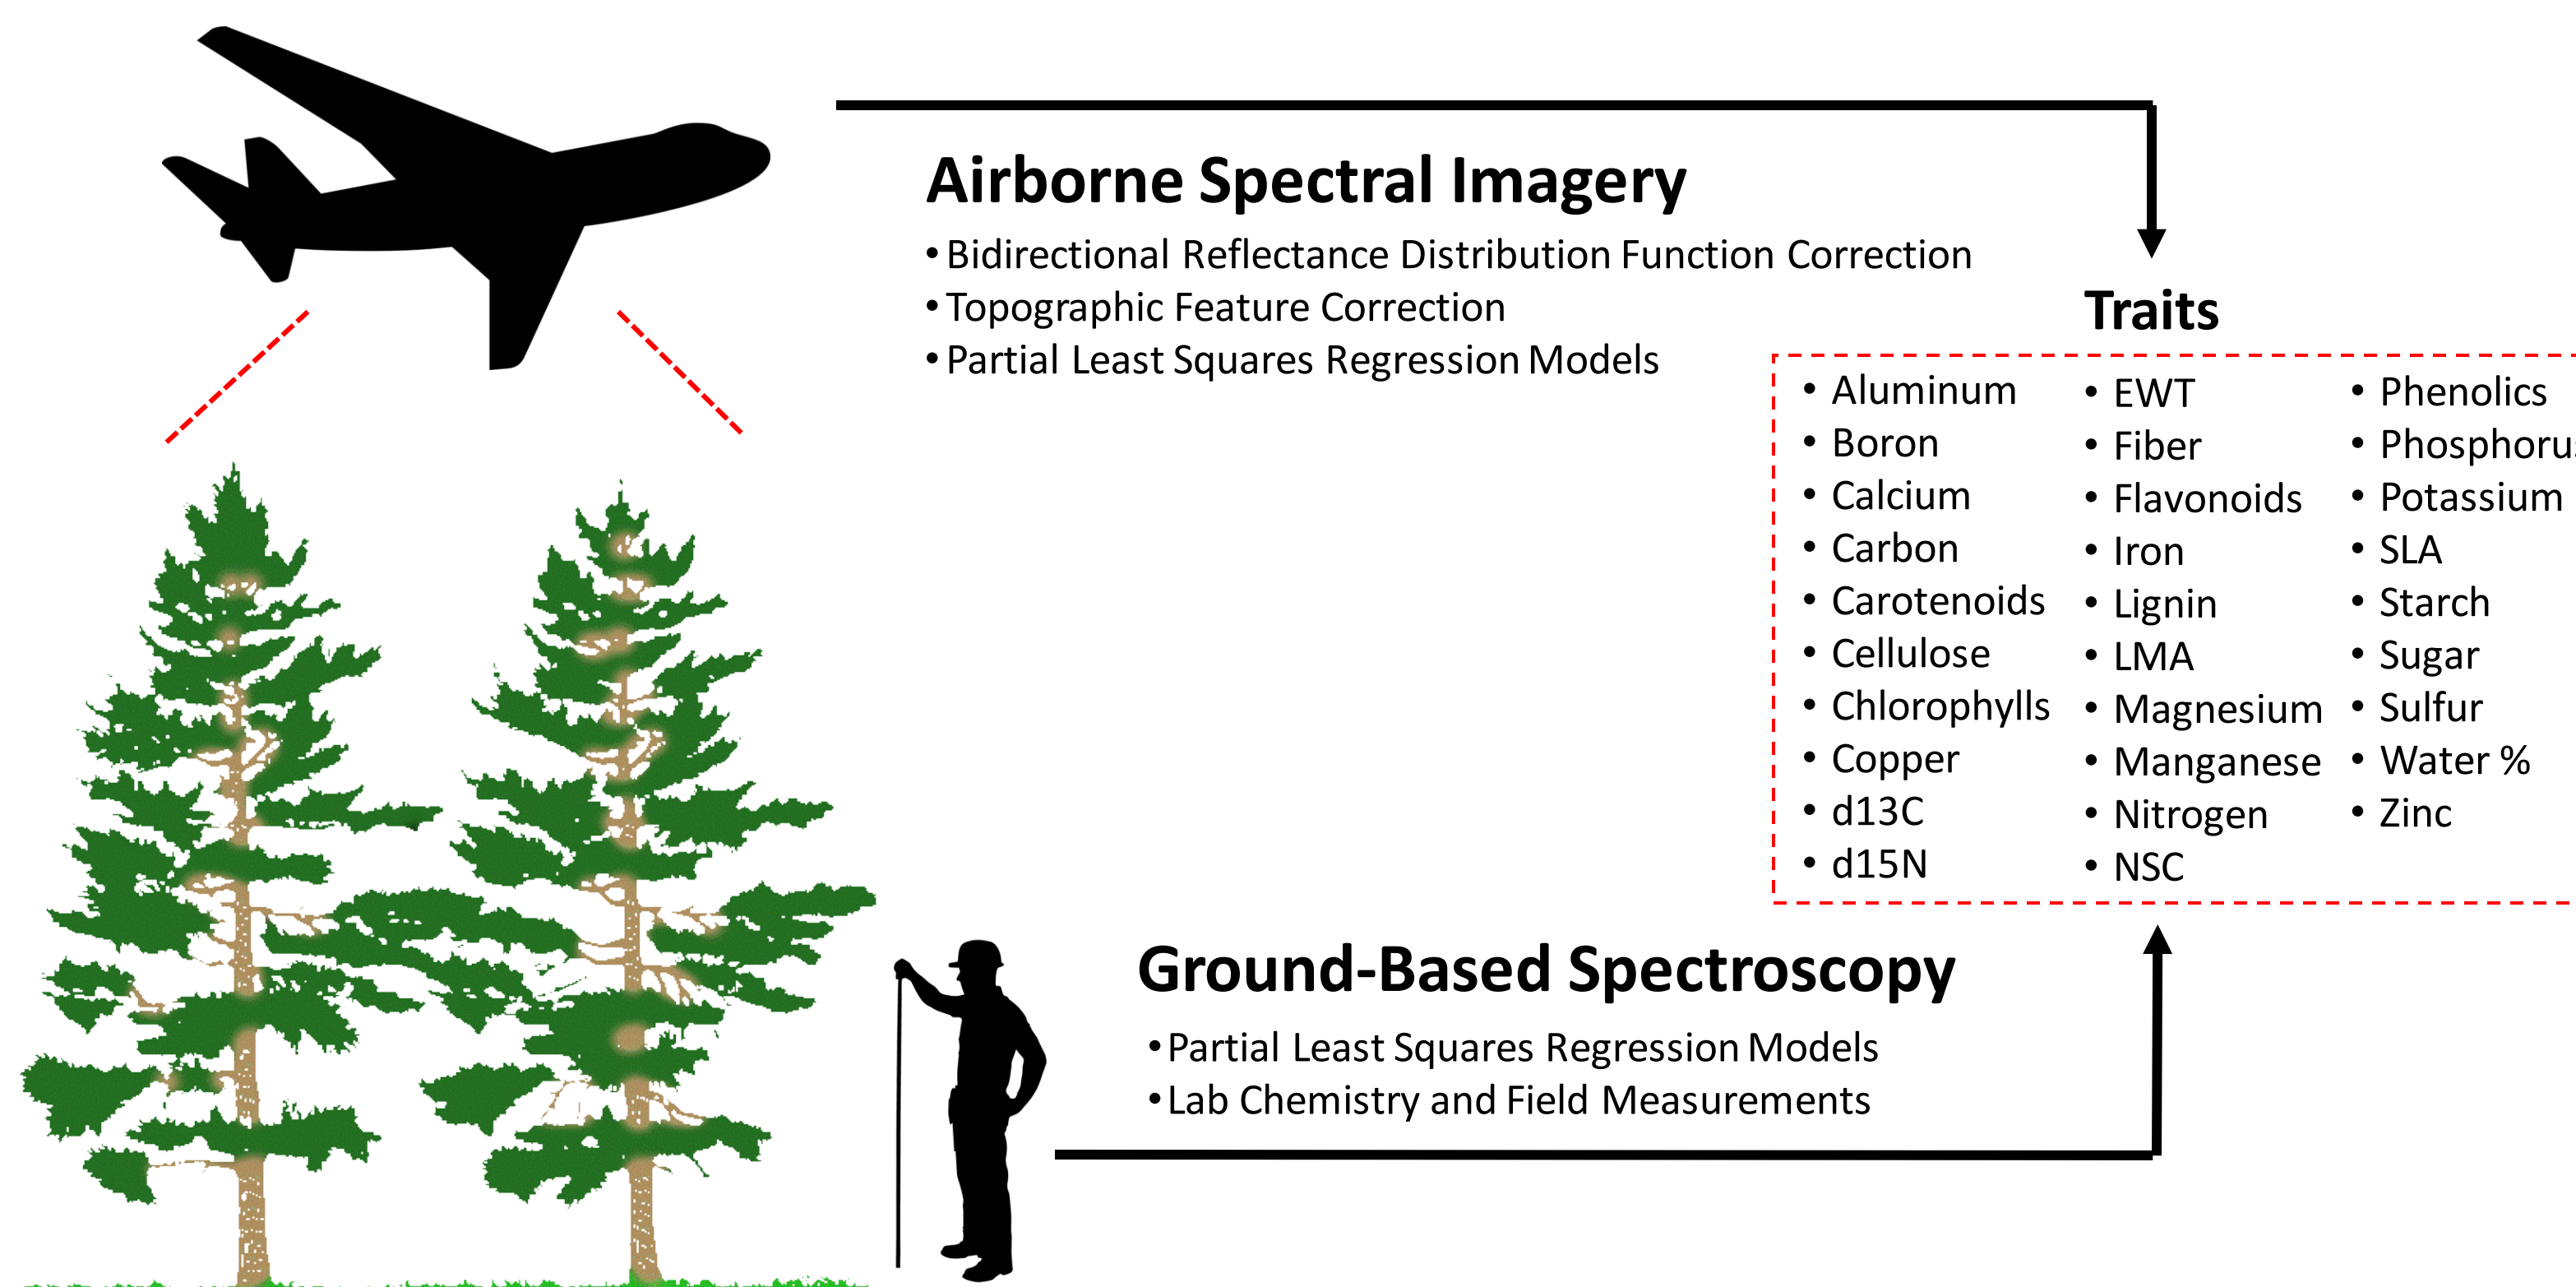 Airborne Spectral Imagery
• Bidirectional Reflectance Distribution Function Correction
• Topographic Feature Correction
• Partial Least Squares Regression Models
Traits
• Aluminum
• Boron
• Calcium
• Carbon
• Carotenoids
• Cellulose
• Chlorophylls
• Copper
• d13C
• d15N
• EWT
• Fiber
• Flavonoids
• Iron
• Lignin
• LMA
• Magnesium
• Manganese
• Nitrogen
• NSC
• Phenolics
• Phosphorus
• Potassium
• SLA
• Starch
• Sugar
• Sulfur
• Water %
• Zinc
Ground-Based Spectroscopy
• Partial Least Squares Regression Models
• Lab Chemistry and Field Measurements